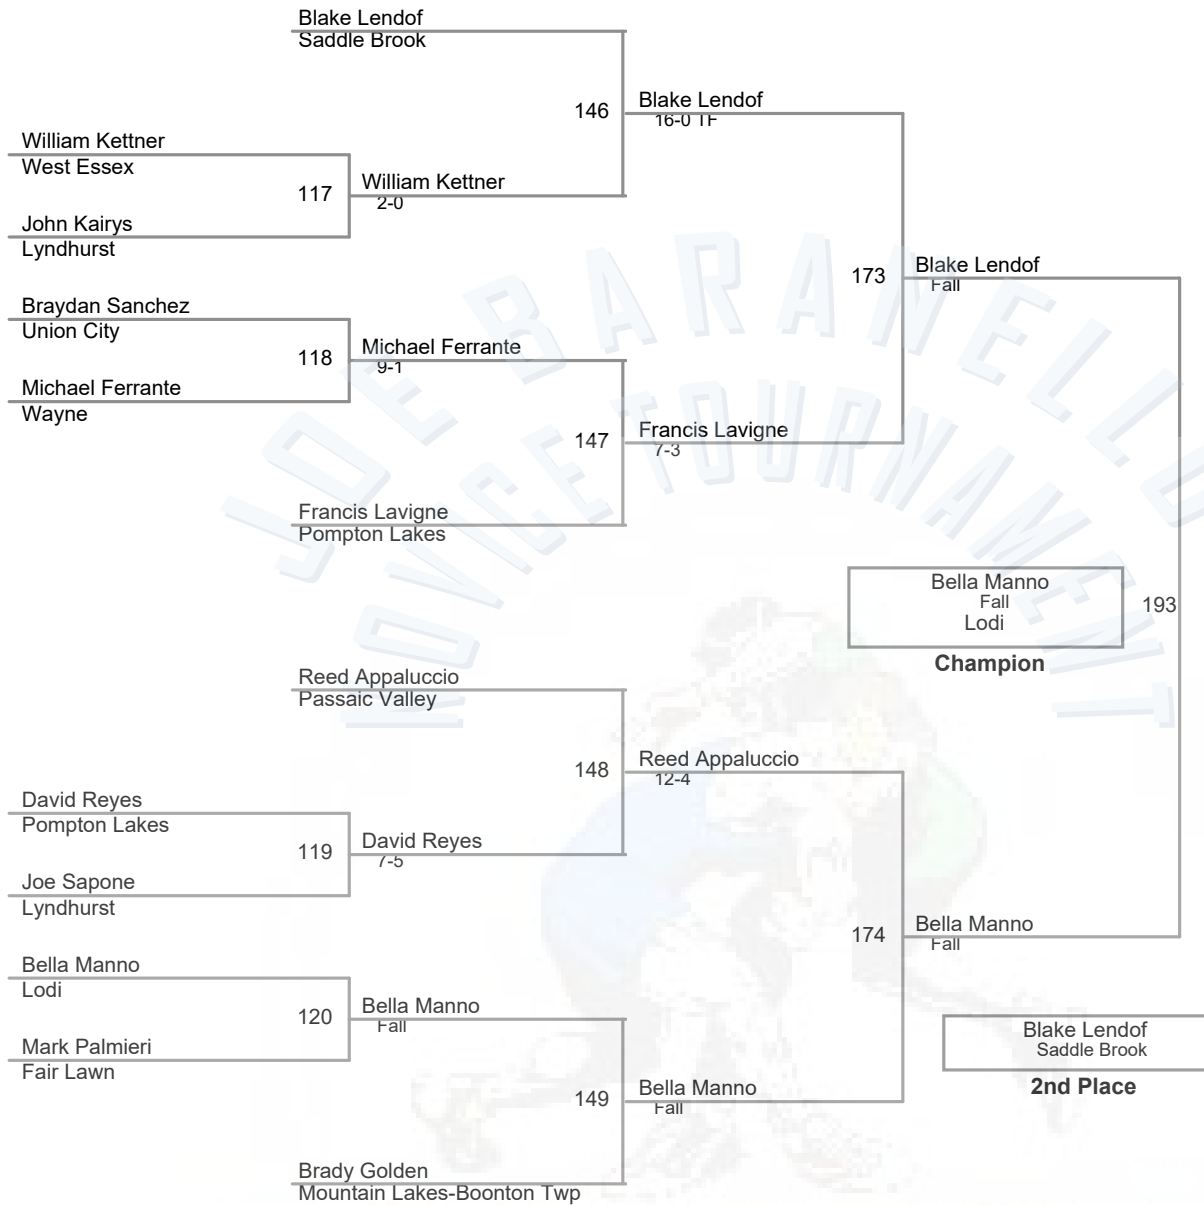 Blake Lendof
Saddle Brook
146
Blake Lendof
16-0 TF
William Kettner
West Essex
117
William Kettner
2-0
John Kairys
Lyndhurst
173
Blake Lendof
Fall
Braydan Sanchez
Union City
118
Michael Ferrante
9-1
Michael Ferrante
Wayne
147
Francis Lavigne
7-3
Francis Lavigne
Pompton Lakes
JOE BARANELLO
NOVICE TOURNAMENT
Bella Manno
Fall
Lodi
193
Champion
Reed Appaluccio
Passaic Valley
148
Reed Appaluccio
12-4
David Reyes
Pompton Lakes
119
David Reyes
7-5
Joe Sapone
Lyndhurst
174
Bella Manno
Fall
Bella Manno
Lodi
120
Bella Manno
Fall
Mark Palmieri
Fair Lawn
Blake Lendof
Saddle Brook
2nd Place
149
Bella Manno
Fall
Brady Golden
Mountain Lakes-Boonton Twp